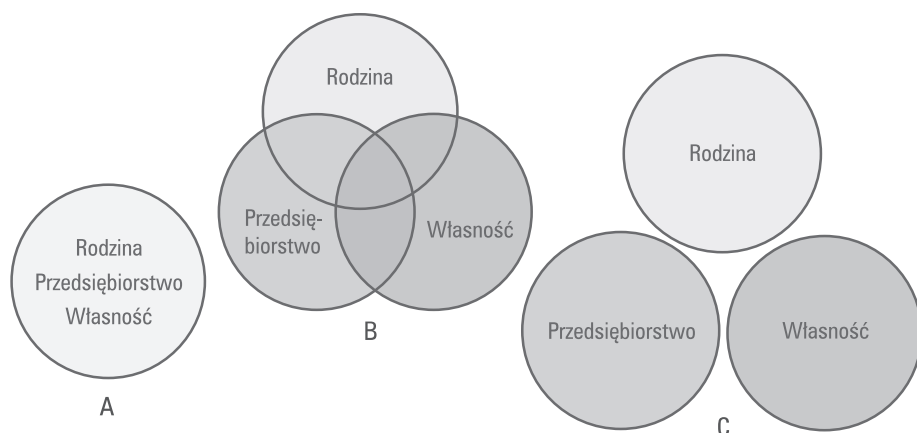 Rodzina
Przedsiębiorstwo
Własność
A
Rodzina
Przedsię-
biorstwo
Własność
B
Rodzina
Przedsiębiorstwo
Własność
C